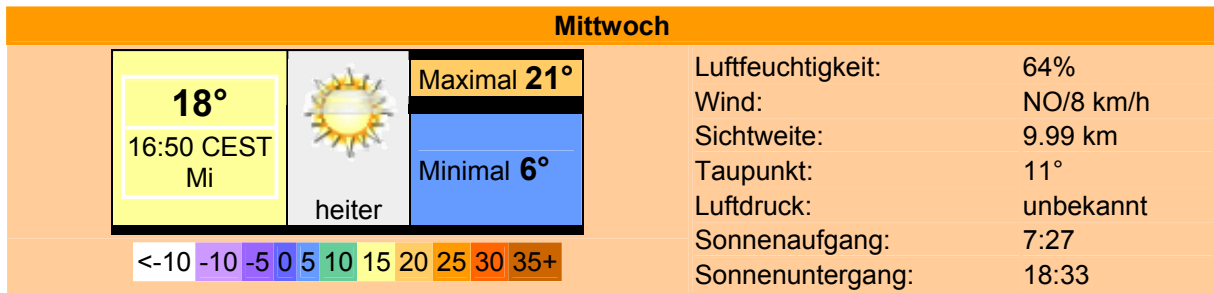 Mittwoch
18°
16:50 CEST
Mi
heiter
Maximal 21°
Minimal 6°
<-10 -10 -5 0 5 10 15 20 25 30 35+
Luftfeuchtigkeit: 64%
Wind: NO/8 km/h
Sichtweite: 9.99 km
Taupunkt: 11°
Luftdruck: unbekannt
Sonnenaufgang: 7:27
Sonnenuntergang: 18:33